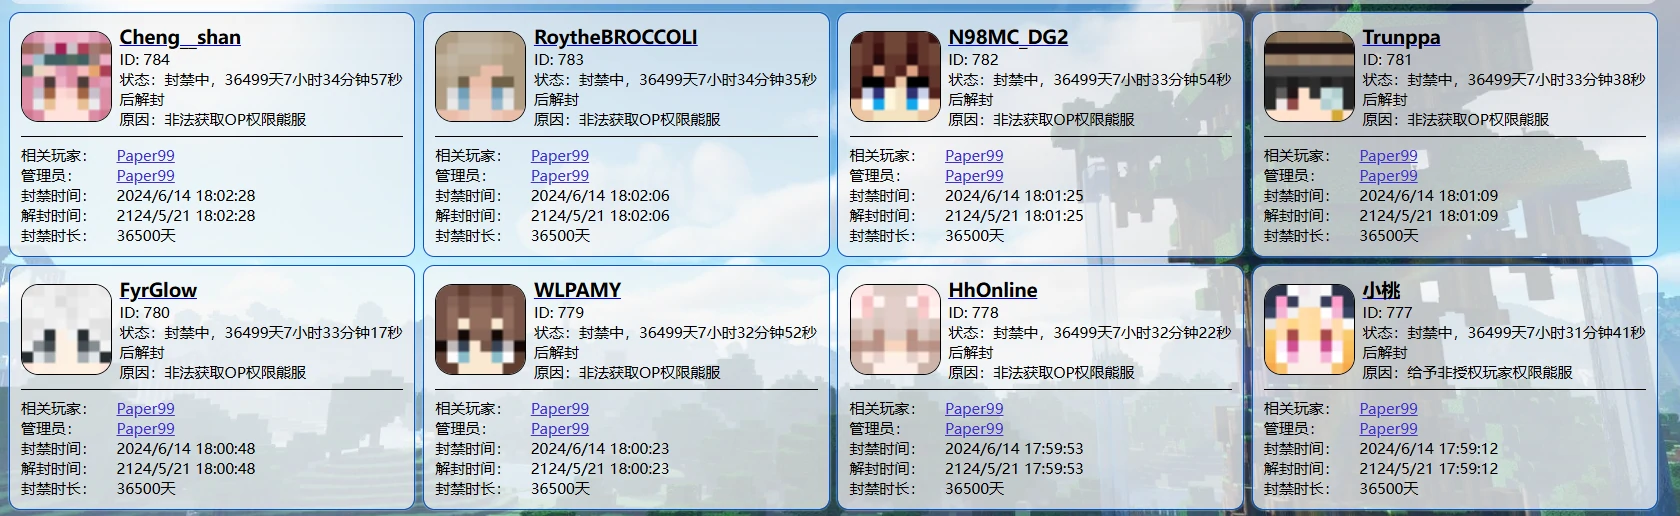 Cheng__shan
ID: 784
状态：封禁中，36499天7小时34分钟57秒
后解封
原因：非法获取OP权限能服
相关玩家： Paper99
管理员： Paper99
封禁时间： 2024/6/14 18:02:28
解封时间： 2124/5/21 18:02:28
封禁时长： 36500天
RoytheBROCCOLI
ID: 783
状态：封禁中，36499天7小时34分钟35秒
后解封
原因：非法获取OP权限能服
相关玩家： Paper99
管理员： Paper99
封禁时间： 2024/6/14 18:02:06
解封时间： 2124/5/21 18:02:06
封禁时长： 36500天
N98MC_DG2
ID: 782
状态：封禁中，36499天7小时33分钟54秒
后解封
原因：非法获取OP权限能服
相关玩家： Paper99
管理员： Paper99
封禁时间： 2024/6/14 18:01:25
解封时间： 2124/5/21 18:01:25
封禁时长： 36500天
Trunppa
ID: 781
状态：封禁中，36499天7小时33分钟38秒
后解封
原因：非法获取OP权限能服
相关玩家： Paper99
管理员： Paper99
封禁时间： 2024/6/14 18:01:09
解封时间： 2124/5/21 18:01:09
封禁时长： 36500天
FyrGlow
ID: 780
状态：封禁中，36499天7小时33分钟17秒
后解封
原因：非法获取OP权限能服
相关玩家： Paper99
管理员： Paper99
封禁时间： 2024/6/14 18:00:48
解封时间： 2124/5/21 18:00:48
封禁时长： 36500天
WLPAMY
ID: 779
状态：封禁中，36499天7小时32分钟52秒
后解封
原因：非法获取OP权限能服
相关玩家： Paper99
管理员： Paper99
封禁时间： 2024/6/14 18:00:23
解封时间： 2124/5/21 18:00:23
封禁时长： 36500天
HhOnline
ID: 778
状态：封禁中，36499天7小时32分钟22秒
后解封
原因：非法获取OP权限能服
相关玩家： Paper99
管理员： Paper99
封禁时间： 2024/6/14 17:59:53
解封时间： 2124/5/21 17:59:53
封禁时长： 36500天
小桃
ID: 777
状态：封禁中，36499天7小时31分钟41秒
后解封
原因：给予非授权玩家权限能服
相关玩家： Paper99
管理员： Paper99
封禁时间： 2024/6/14 17:59:12
解封时间： 2124/5/21 17:59:12
封禁时长： 36500天